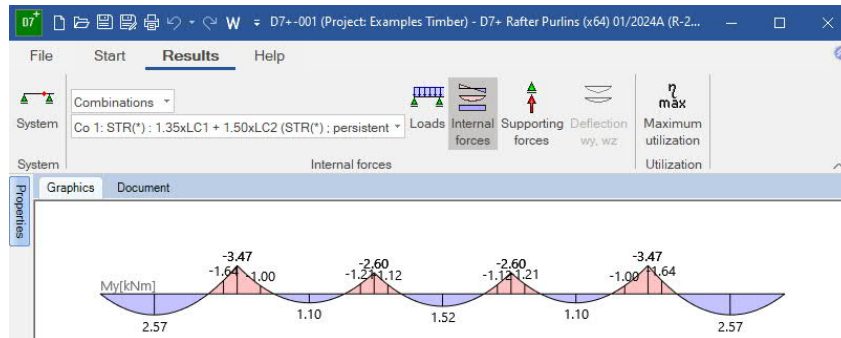 D7+ W D7+-001 (Project: Examples Timber) - D7+ Rafter Purlins (x64) 01/2024A (R-2...
File Start Results Help
Combinations
Co 1: STR(*) : 1.35xLC1 + 1.50xLC2 (STR(*) ; persistent
System
Loads
Internal
forces
Supporting
forces
Deflection
wy, wz
η
max
Maximum
utilization
System Internal forces Utilization
Properties
Graphics Document
-3.47 -2.60 -2.60 -3.47
-1.64 -1.00 -1.21 -1.12 -1.12 -1.21 -1.00 -1.64
My[kNm]
2.57 1.10 1.52 1.10 2.57